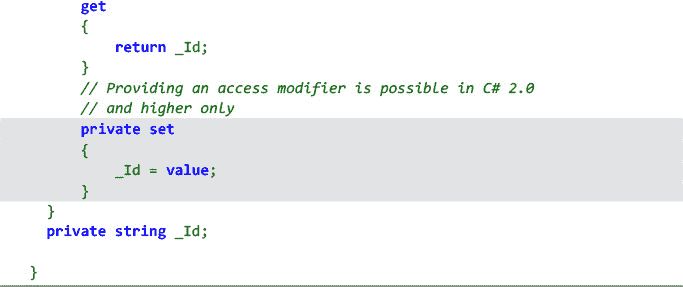 get
{
return _Id;
}
// Providing an access modifier is possible in C# 2.0
// and higher only
private set
{
_Id = value;
}
}
private string _Id;
}